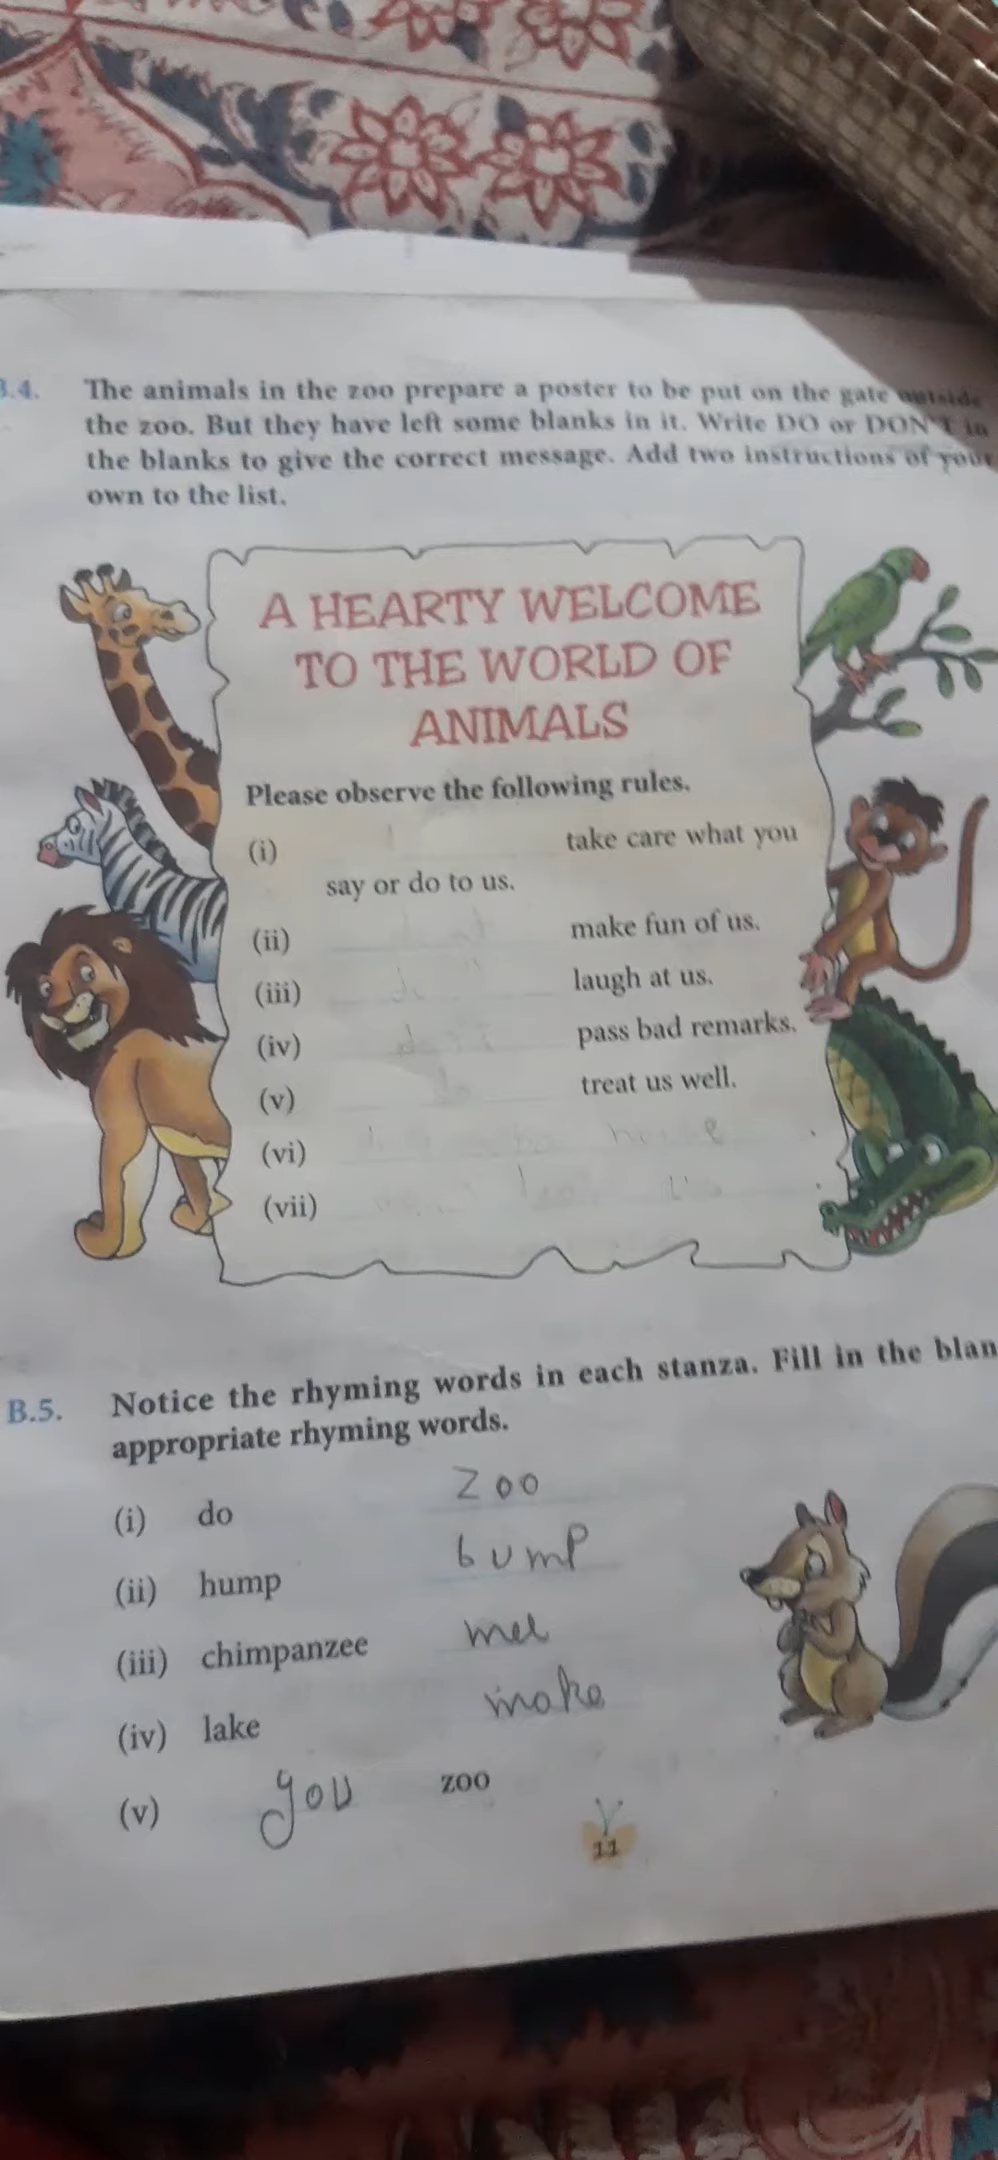 B.4. The animals in the zoo prepare a poster to be put on the gate outside
the zoo. But they have left some blanks in it. Write DO or DON'T in
the blanks to give the correct message. Add two instructions of your
own to the list.
A HEARTY WELCOME
TO THE WORLD OF
ANIMALS
Please observe the following rules.
(i) take care what you
say or do to us.
(ii) make fun of us.
(iii) laugh at us.
(iv) pass bad remarks.
(v) treat us well.
(vi)
(vii)
B.5. Notice the rhyming words in each stanza. Fill in the blan
appropriate rhyming words.
(i) do zoo
(ii) hump bump
(iii) chimpanzee
(iv) lake make
(v) you zoo
11